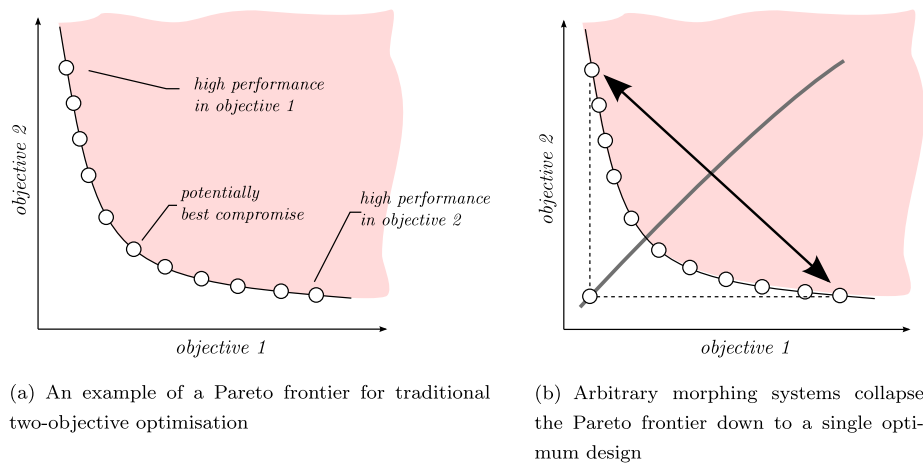 objective 2
high performance
in objective 1
potentially
best compromise
high performance
in objective 2
objective 1
(a) An example of a Pareto frontier for traditional
two-objective optimisation
objective 2
objective 1
(b) Arbitrary morphing systems collapse
the Pareto frontier down to a single opti-
mum design